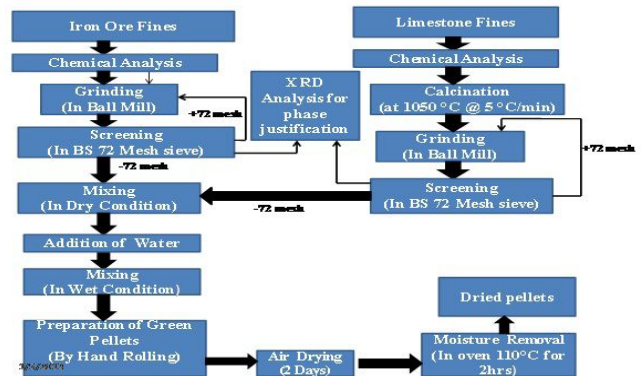 Iron Ore Fines
Chemical Analysis
Grinding
(In Ball Mill)
+72 mesh
Screening
(In BS 72 Mesh sieve)
-72 mesh
Mixing
(In Dry Condition)
Addition of Water
Mixing
(In Wet Condition)
Preparation of Green
Pellets
(By Hand Rolling)
XRD
Analysis for
phase
justification
Limestone Fines
Chemical Analysis
Calcination
(at 1050 °C @ 5 °C/min)
Grinding
(In Ball Mill)
+72 mesh
Screening
(In BS 72 Mesh sieve)
-72 mesh
Air Drying
(2 Days)
Moisture Removal
(In oven 110°C for
2hrs)
Dried pellets